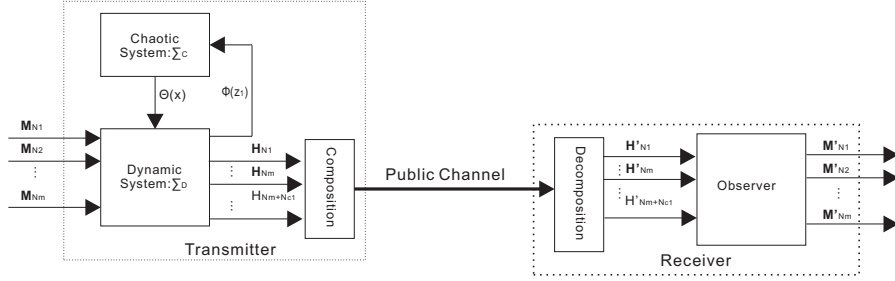 Chaotic
System:∑C
Θ(x)
Φ(z1)
MN1
MN2
⋮
MNm
Dynamic
System:∑D
HN1
⋮
HNm
HNm+Nc1
⋮
Composition
Transmitter
Public Channel
Decomposition
H'N1
⋮ H'Nm
⋮
H'Nm+Nc1
Observer
M'N1
M'N2
⋮
M'Nm
Receiver